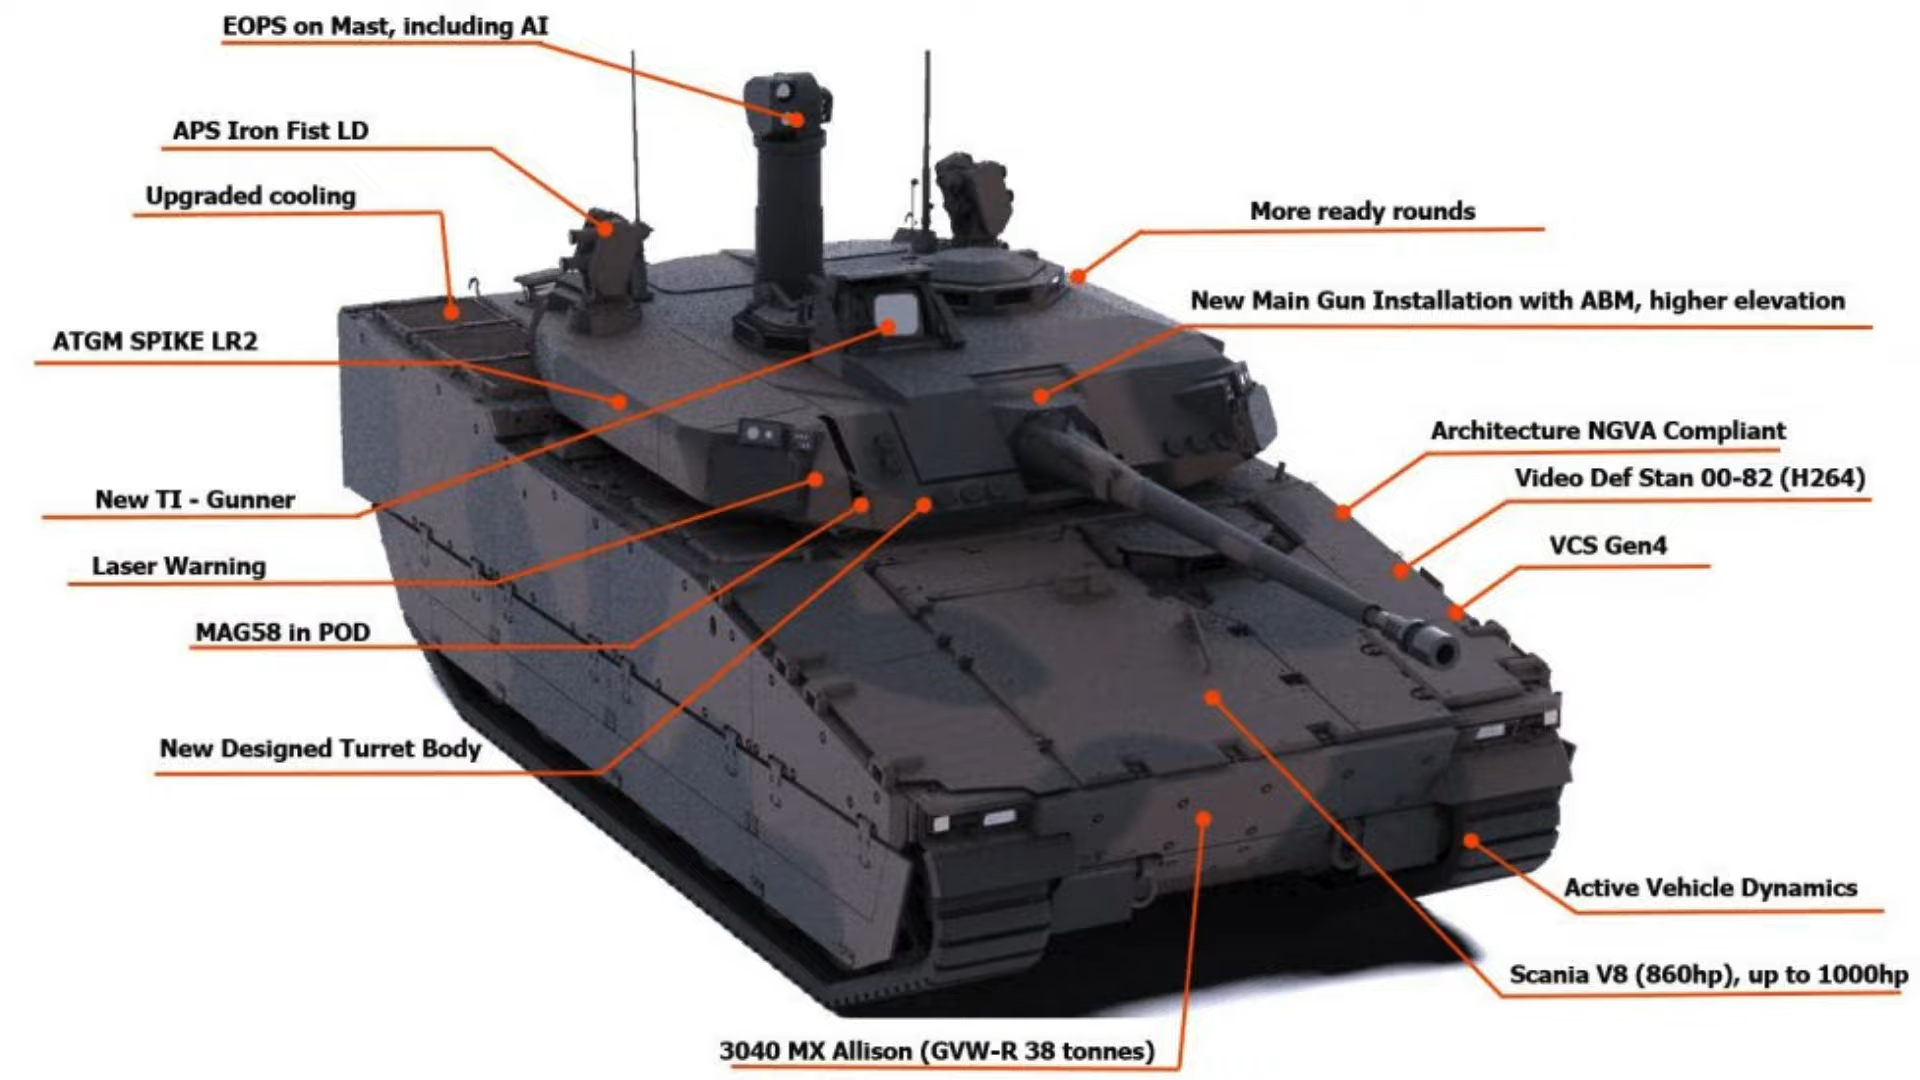 EOPS on Mast, including AI
APS Iron Fist LD
Upgraded cooling
More ready rounds
New Main Gun Installation with ABM, higher elevation
ATGM SPIKE LR2
Architecture NGVA Compliant
Video Def Stan 00-82 (H264)
New TI - Gunner
VCS Gen4
Laser Warning
MAG58 in POD
New Designed Turret Body
Active Vehicle Dynamics
Scania V8 (860hp), up to 1000hp
3040 MX Allison (GVW-R 38 tonnes)